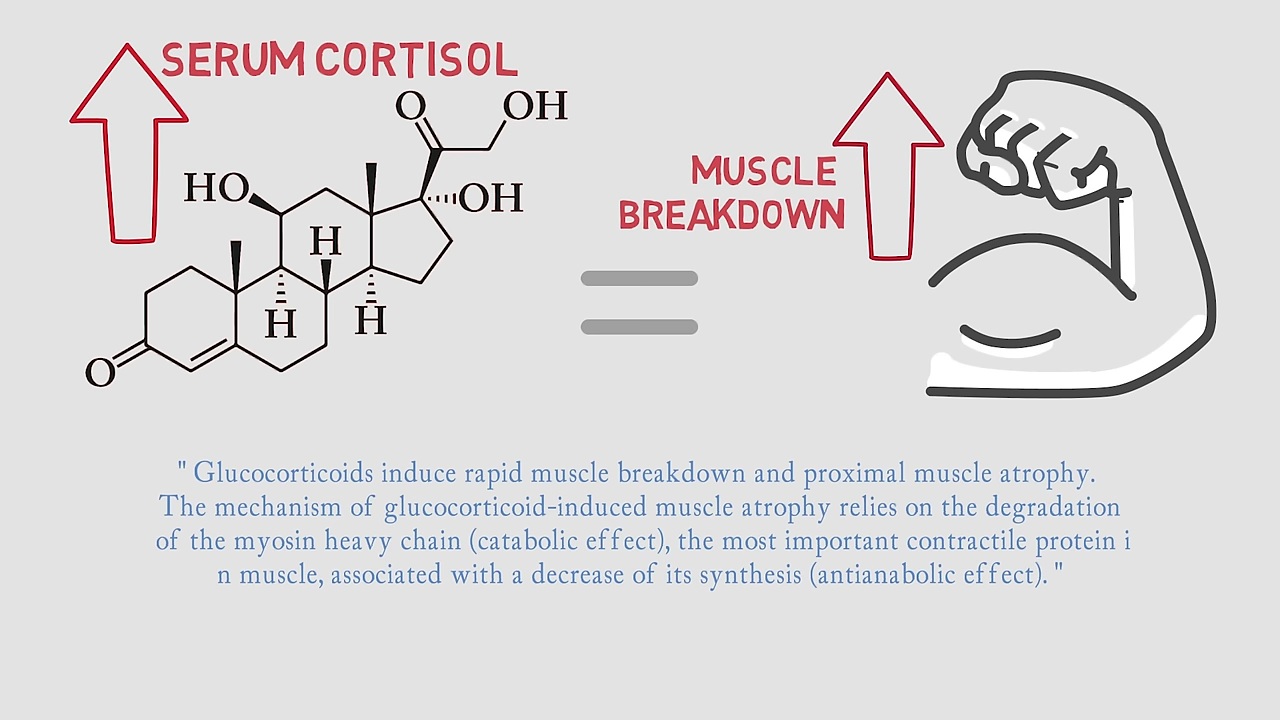 SERUM CORTISOL
O
OH
HO
OH
H
H
H
O
MUSCLE
BREAKDOWN
" Glucocorticoids induce rapid muscle breakdown and proximal muscle atrophy.
The mechanism of glucocorticoid-induced muscle atrophy relies on the degradation
of the myosin heavy chain (catabolic effect), the most important contractile protein i
n muscle, associated with a decrease of its synthesis (antianabolic effect). "